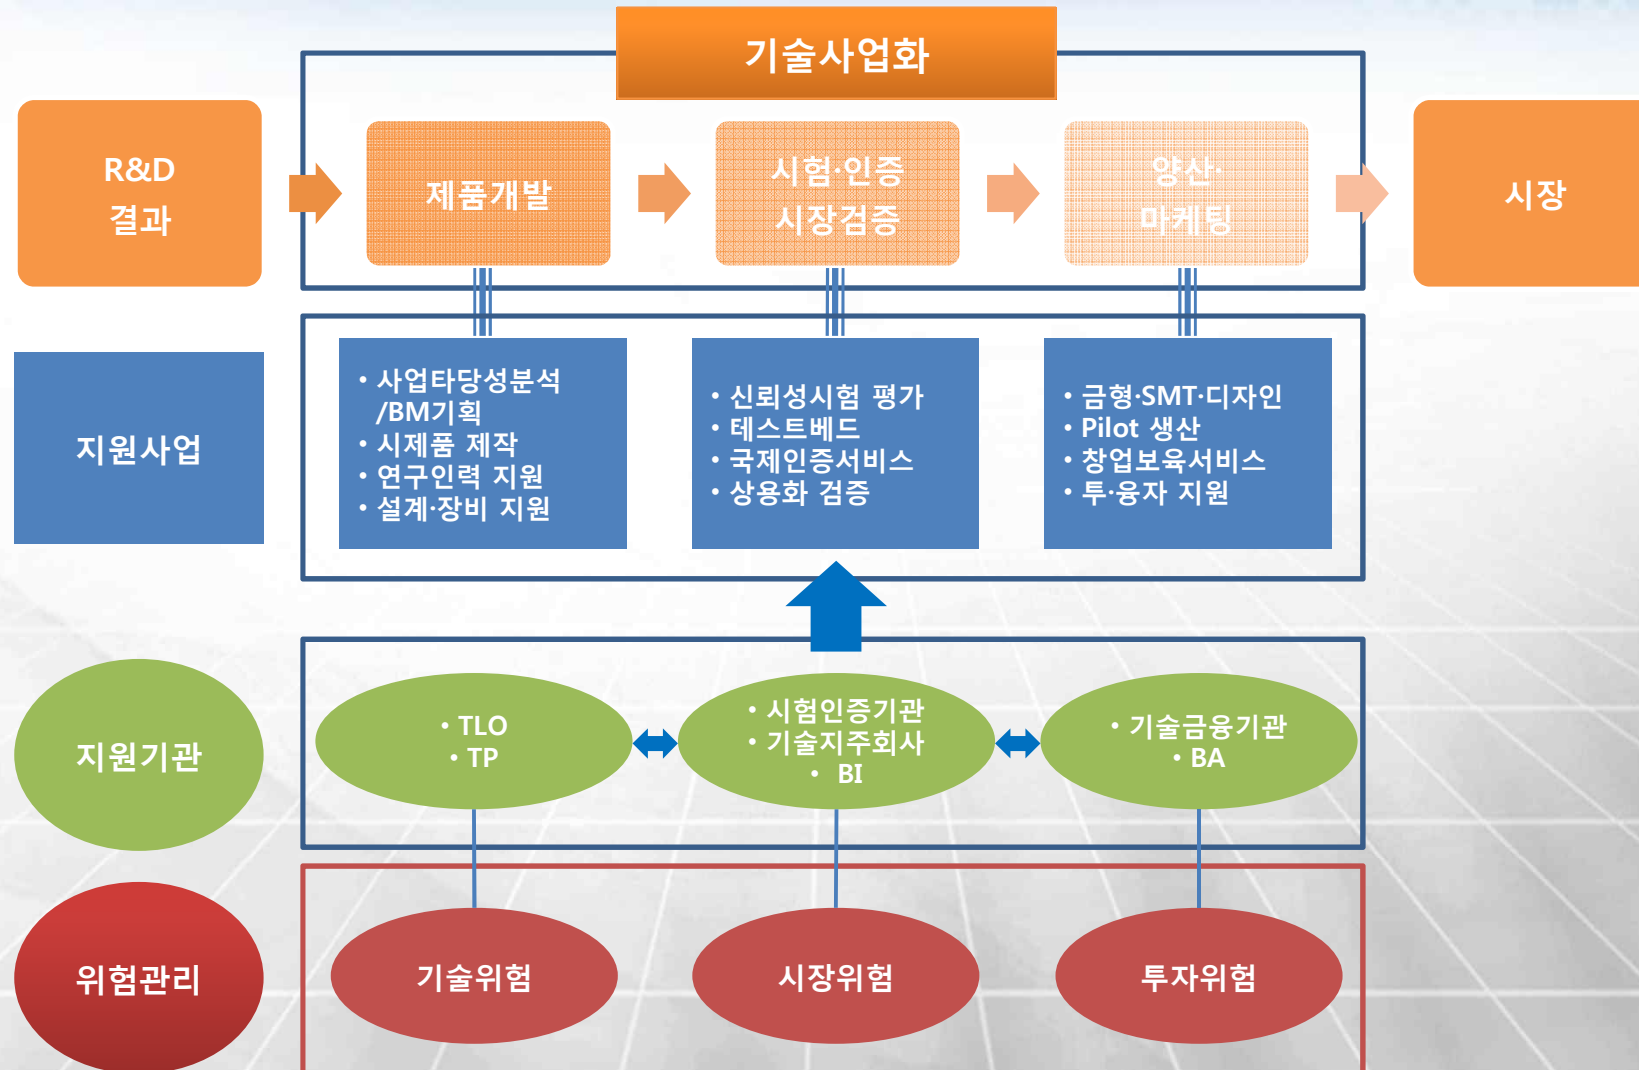 기술사업화
R&D
결과
제품개발
시험·인증
시장검증
양산·
마케팅
시장
지원사업
• 사업타당성분석
/BM기획
• 시제품 제작
• 연구인력 지원
• 설계·장비 지원
• 신뢰성시험 평가
• 테스트베드
• 국제인증서비스
• 상용화 검증
• 금형·SMT·디자인
• Pilot 생산
• 창업보육서비스
• 투·융자 지원
지원기관
• TLO
• TP
• 시험인증기관
• 기술지주회사
• BI
• 기술금융기관
• BA
위험관리
기술위험
시장위험
투자위험